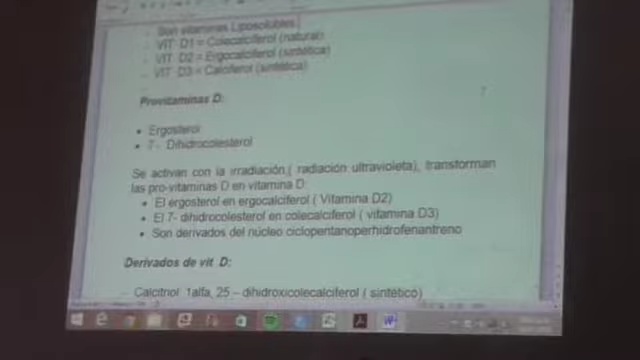 - Son vitaminas Liposolubles.
- VIT D1 = Colecalciferol (natural)
- VIT D2 = Ergocalciferol (sintética)
- VIT D3 = Calciferol (sintética)
Provitaminas D:
• Ergosterol
• 7- Dihidrocolesterol
Se activan con la irradiación,( radiación ultravioleta), transforman
las pro-vitaminas D en vitamina D:
• El ergosterol en ergocalciferol ( Vitamina D2)
• El 7- dihidrocolesterol en colecalciferol ( vitamina D3)
• Son derivados del núcleo ciclopentanoperhidrofenantreno
Derivados de vit D:
- Calcitriol 1alfa, 25 – dihidroxicolecalciferol ( sintético)